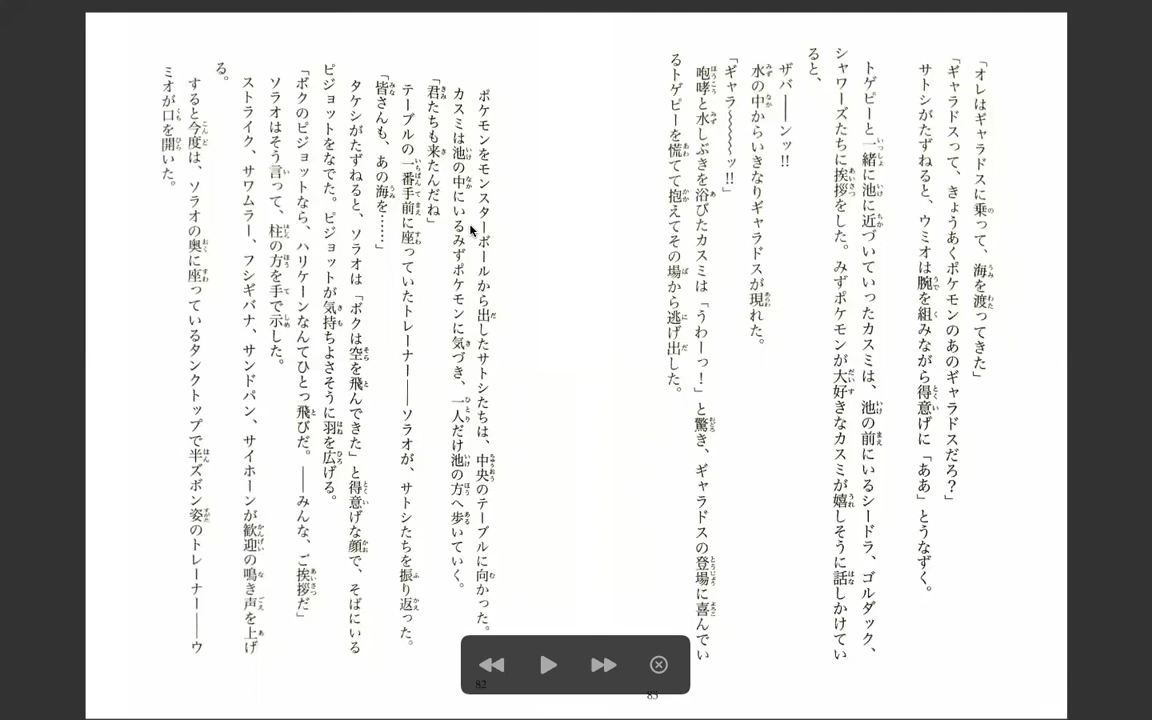 ポケモンをモンスターボールから出したサトシたちは、中央のテーブルに向かった。
カスミは池の中にいるみずポケモンに気づき、一人だけ池の方へ歩いていく。
「君たちも来たんだね」
テーブルの一番手前に座っていたトレーナー――ソラオが、サトシたちを振り返った。
「皆さんも、あの海を……」
タケシがたずねると、ソラオは「ボクは空を飛んできた」と得意げな顔で、そばにいる
ピジョットをなでた。ピジョットが気持ちよさそうに羽を広げる。
「ボクのピジョットなら、ハリケーンなんてひとっ飛びだ。――みんな、ご挨拶だ」
ソラオはそう言って、柱の方を手で示した。
ストライク、サワムラー、フシギバナ、サンドパン、サイホーンが歓迎の鳴き声を上げ
る。
すると今度は、ソラオの奥に座っているタンクトップで半ズボン姿のトレーナー――ウ
ミオが口を開いた。
82
「オレはギャラドスに乗って、海を渡ってきた」
「ギャラドスって、きょうあくポケモンのあのギャラドスだろ？」
サトシがたずねると、ウミオは腕を組みながら得意げに「ああ」とうなずく。
トゲピーと一緒に池に近づいていったカスミは、池の前にいるシードラ、ゴルダック、
シャワーズたちに挨拶をした。みずポケモンが大好きなカスミが嬉しそうに話しかけてい
ると、
ザバ――ンッ!!
水の中からいきなりギャラドスが現れた。
「ギャラ～～～～ッ!!」
咆哮と水しぶきを浴びたカスミは「うわーっ！」と驚き、ギャラドスの登場に喜んでい
るトゲピーを慌てて抱えてその場から逃げ出した。
83